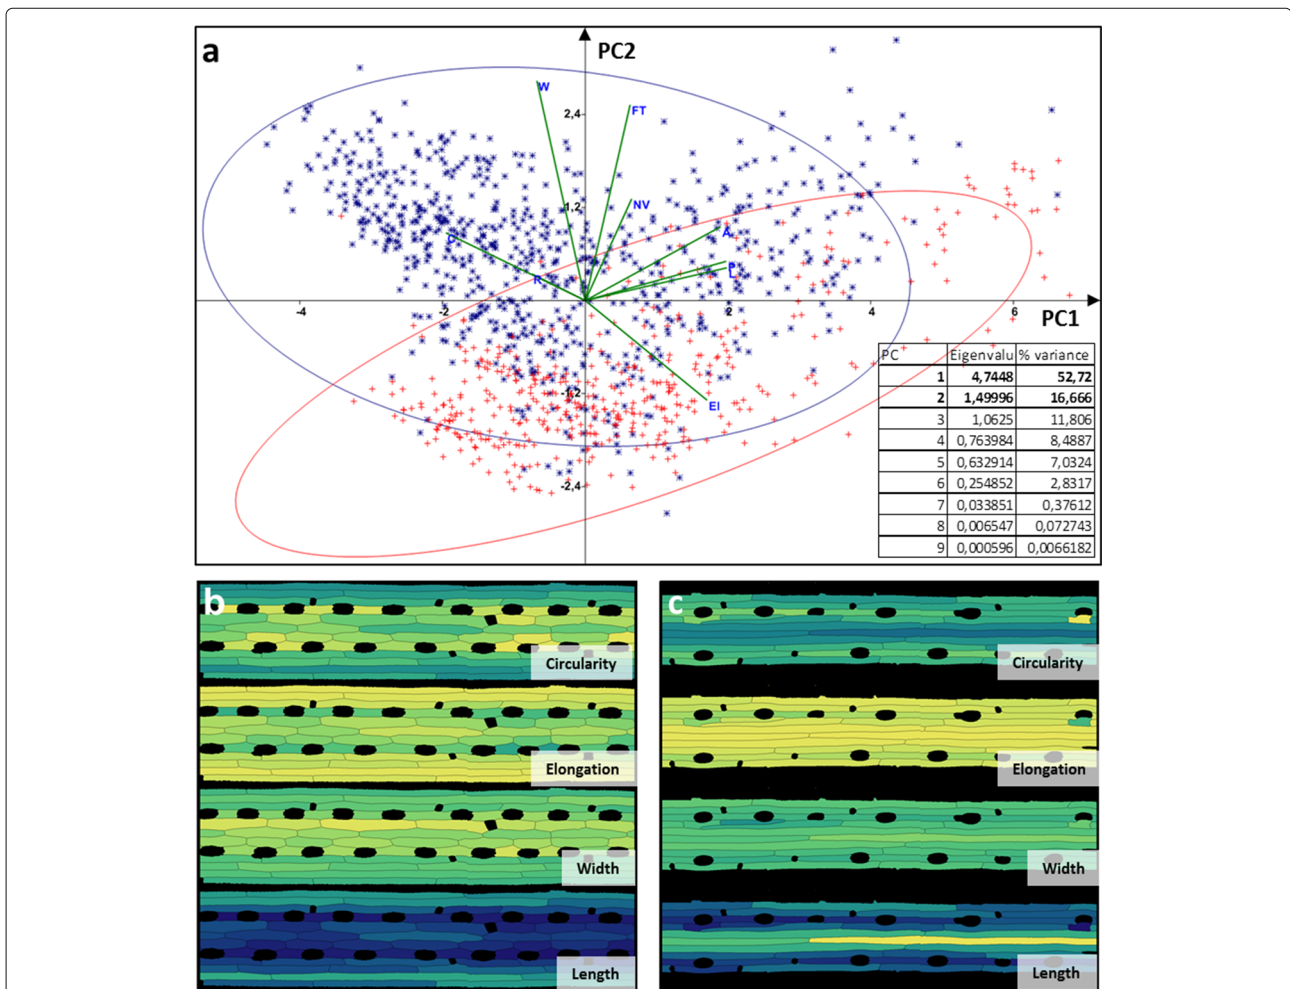 a
PC2
W
2,4
FT
1,2
NV
A
C
P
L
R
-4
-2
2
4
6
PC1
-1,2
EI
-2,4
PC Eigenvalu % variance
1 4,7448 52,72
2 1,49996 16,666
3 1,0625 11,806
4 0,763984 8,4887
5 0,632914 7,0324
6 0,254852 2,8317
7 0,033851 0,37612
8 0,006547 0,072743
9 0,000596 0,0066182
b
Circularity
Elongation
Width
Length
c
Circularity
Elongation
Width
Length